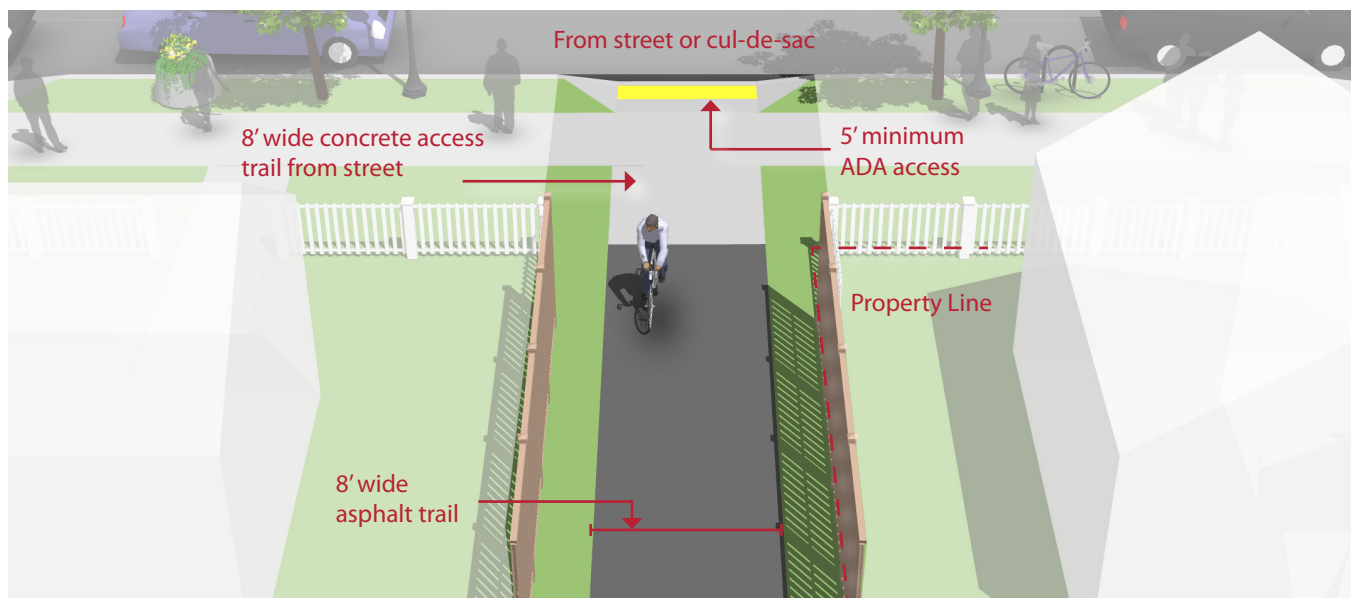 From street or cul-de-sac
8’ wide concrete access
trail from street
5’ minimum
ADA access
Property Line
8’ wide
asphalt trail